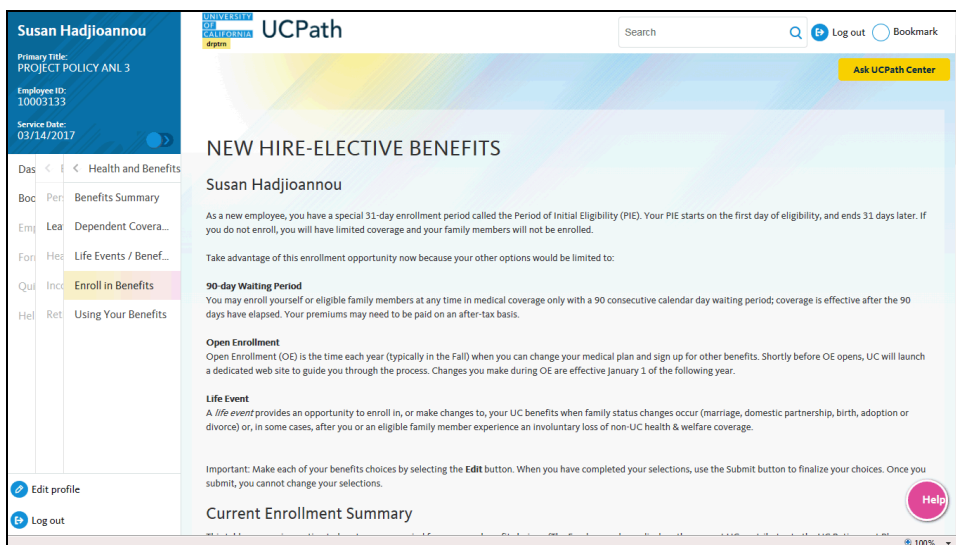 Susan Hadjioannou
Primary Title:
PROJECT POLICY ANL 3
Employee ID:
10003133
Service Date:
03/14/2017
UNIVERSITY
OF
CALIFORNIA
drptrn
UCPath
Search
Log out
Bookmark
Ask UCPath Center
Das
Boo
Em
For
Qui
Hel
Per
Lea
Hea
Inco
Ret
Health and Benefits
Benefits Summary
Dependent Covera...
Life Events / Benef...
Enroll in Benefits
Using Your Benefits
Edit profile
Log out
NEW HIRE-ELECTIVE BENEFITS
Susan Hadjioannou
As a new employee, you have a special 31-day enrollment period called the Period of Initial Eligibility (PIE). Your PIE starts on the first day of eligibility, and ends 31 days later. If
you do not enroll, you will have limited coverage and your family members will not be enrolled.
Take advantage of this enrollment opportunity now because your other options would be limited to:
90-day Waiting Period
You may enroll yourself or eligible family members at any time in medical coverage only with a 90 consecutive calendar day waiting period; coverage is effective after the 90
days have elapsed. Your premiums may need to be paid on an after-tax basis.
Open Enrollment
Open Enrollment (OE) is the time each year (typically in the Fall) when you can change your medical plan and sign up for other benefits. Shortly before OE opens, UC will launch
a dedicated web site to guide you through the process. Changes you make during OE are effective January 1 of the following year.
Life Event
A life event provides an opportunity to enroll in, or make changes to, your UC benefits when family status changes occur (marriage, domestic partnership, birth, adoption or
divorce) or, in some cases, after you or an eligible family member experience an involuntary loss of non-UC health & welfare coverage.
Important: Make each of your benefits choices by selecting the Edit button. When you have completed your selections, use the Submit button to finalize your choices. Once you
submit, you cannot change your selections.
Help
Current Enrollment Summary
100%